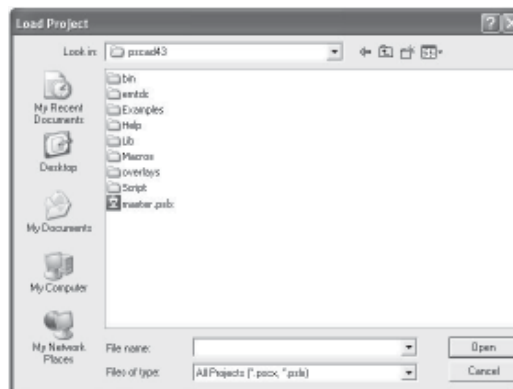 Load Project
Look in: pscad43
My Recent
Documents
Desktop
My Documents
My Computer
My Network
Places
bin
emtdc
Examples
Help
Lib
Macros
overlays
Script
master.pslx
File name:
Open
Files of type: All Projects (*.pscx, *.pslx)
Cancel